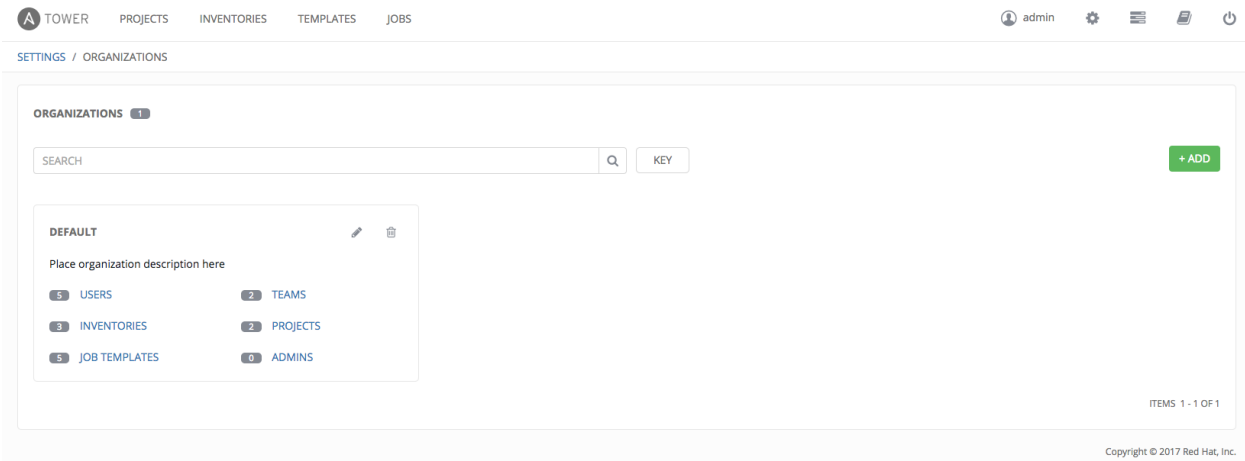 A TOWER PROJECTS INVENTORIES TEMPLATES JOBS admin
SETTINGS / ORGANIZATIONS
ORGANIZATIONS 1
SEARCH KEY + ADD
DEFAULT
Place organization description here
5 USERS 2 TEAMS
3 INVENTORIES 2 PROJECTS
5 JOB TEMPLATES 0 ADMINS
ITEMS 1 - 1 OF 1
Copyright © 2017 Red Hat, Inc.